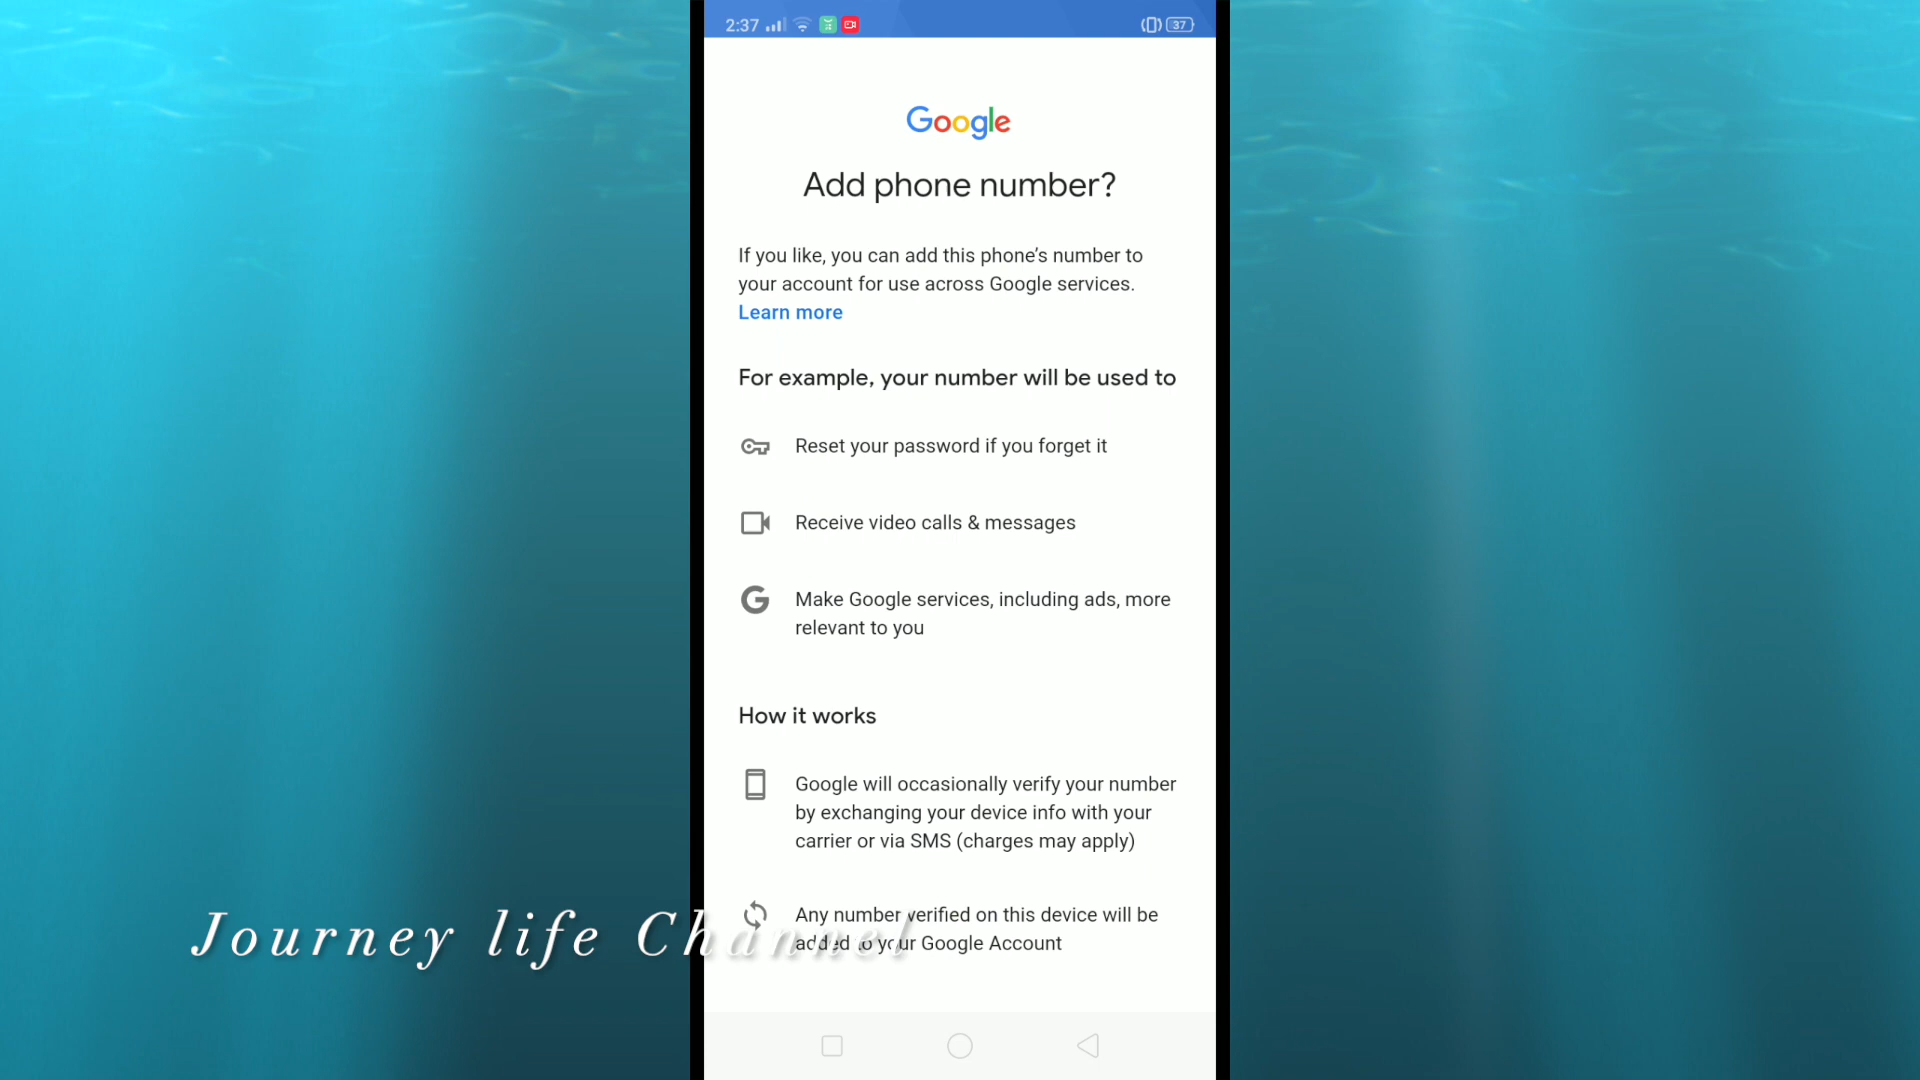 2:37
37
Google
Add phone number?
If you like, you can add this phone’s number to
your account for use across Google services.
Learn more
For example, your number will be used to
Reset your password if you forget it
Receive video calls & messages
Make Google services, including ads, more
relevant to you
How it works
Google will occasionally verify your number
by exchanging your device info with your
carrier or via SMS (charges may apply)
Any number verified on this device will be
added to your Google Account
Journey life Channel